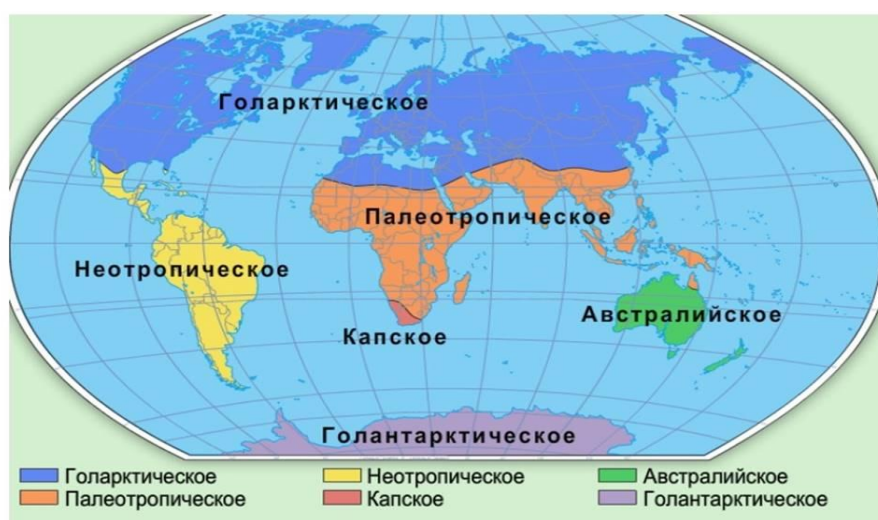 Голарктическое
Палеотропическое
Неотропическое
Австралийское
Капское
Голантарктическое
Голарктическое Неотропическое Австралийское
Палеотропическое Капское Голантарктическое